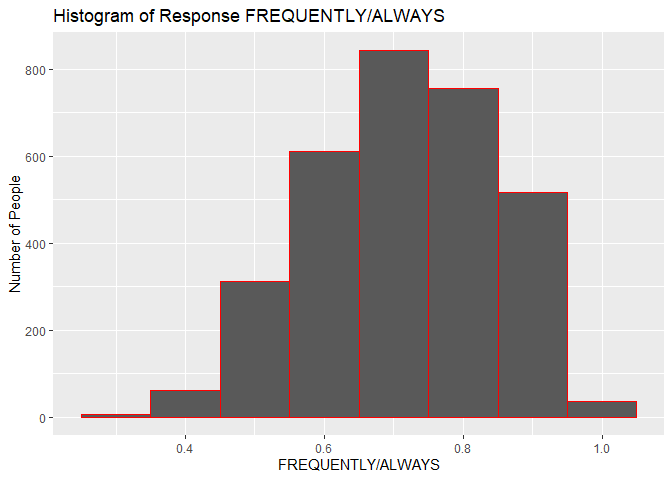 Histogram of Response FREQUENTLY/ALWAYS
Number of People
800
600
400
200
0
0.4 0.6 0.8 1.0
FREQUENTLY/ALWAYS